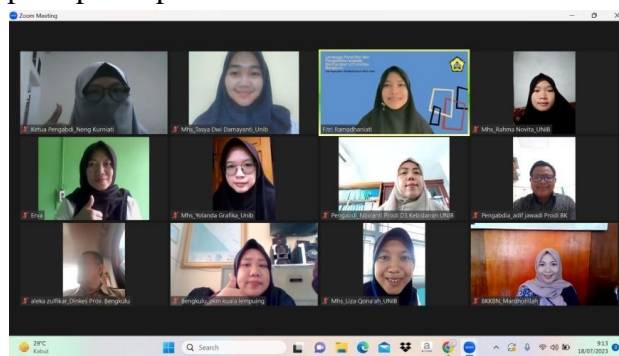 Zoom Meeting
Ketua Pengabdi_Neng Kurniati
Mhs_Tasya Dwi Damayanti_Unib
Fitri Ramadhaniati
Mhs_Rahma Novita_UNIB
Erva
Mhs_Yolanda Grafika_Unib
Pengabdi_Novianti Prodi D3 Kebidanan UNIB
Pengabdia_adif jawadi Prodi BK
aleka zulfikar_Dinkes Prov. Bengkulu
Bengkulu_pkm kuala lempuing
Mhs_Liza Qona'ah_UNIB
BKKBN_Mardhotillah
29°C
Kabut
Search
9:13
18/07/2023